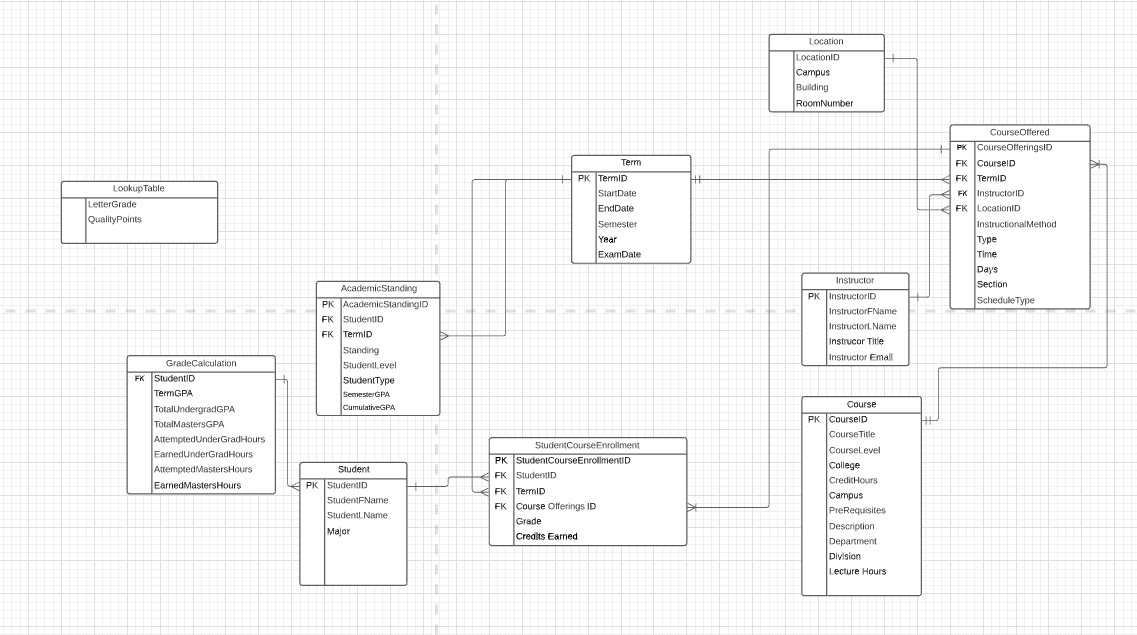 Location
LocationID
Campus
Building
RoomNumber
CourseOffered
PK CourseOfferingsID
FK CourseID
FK TermID
FK InstructorID
FK LocationID
InstructionalMethod
Type
Time
Days
Section
ScheduleType
Term
PK TermID
StartDate
EndDate
Semester
Year
ExamDate
LookupTable
LetterGrade
QualityPoints
AcademicStanding
PK AcademicStandingID
FK StudentID
FK TermID
Standing
StudentLevel
StudentType
SemesterGPA
CumulativeGPA
Instructor
PK InstructorID
InstructorFName
InstructorLName
Instrucor Title
Instructor Email
GradeCalculation
FK StudentID
TermGPA
TotalUndergradGPA
TotalMastersGPA
AttemptedUnderGradHours
EarnedUnderGradHours
AttemptedMastersHours
EarnedMastersHours
Student
PK StudentID
StudentFName
StudentLName
Major
StudentCourseEnrollment
PK StudentCourseEnrollmentID
FK StudentID
FK TermID
FK Course Offerings ID
Grade
Credits Earned
Course
PK CourseID
CourseTitle
CourseLevel
College
CreditHours
Campus
PreRequisites
Description
Department
Division
Lecture Hours